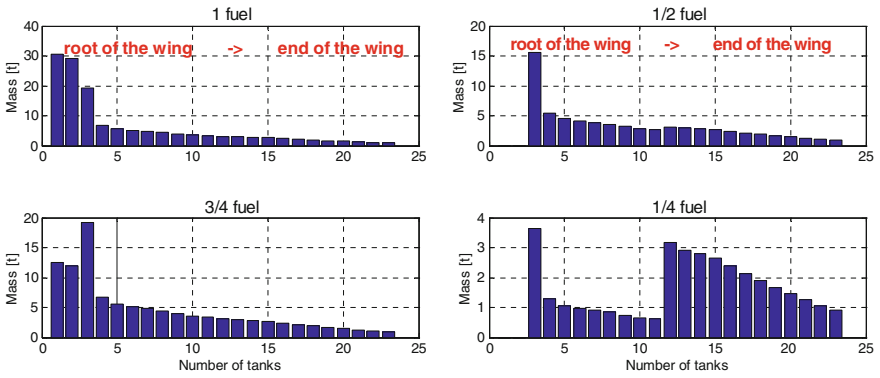 1 fuel
40
30
20
10
0
Mass [t]
root of the wing -> end of the wing
0 5 10 15 20 25
1/2 fuel
20
15
10
5
0
Mass [t]
root of the wing -> end of the wing
0 5 10 15 20 25
3/4 fuel
20
15
10
5
0
Mass [t]
0 5 10 15 20 25
Number of tanks
1/4 fuel
4
3
2
1
0
Mass [t]
0 5 10 15 20 25
Number of tanks